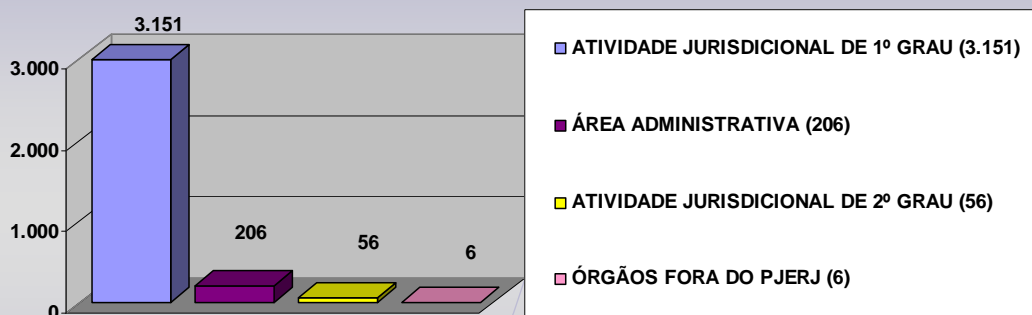 3.151
3.000
2.000
1.000
0
206
56
6
ATIVIDADE JURISDICIONAL DE 1º GRAU (3.151)
ÁREA ADMINISTRATIVA (206)
ATIVIDADE JURISDICIONAL DE 2º GRAU (56)
ÓRGÃOS FORA DO PJERJ (6)